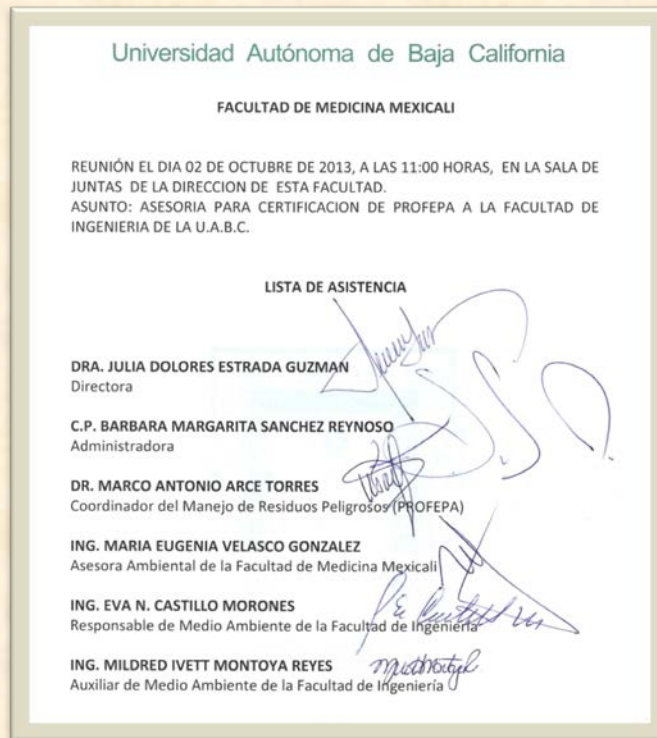 Universidad Autónoma de Baja California
FACULTAD DE MEDICINA MEXICALI
REUNIÓN EL DIA 02 DE OCTUBRE DE 2013, A LAS 11:00 HORAS, EN LA SALA DE
JUNTAS DE LA DIRECCION DE ESTA FACULTAD.
ASUNTO: ASESORIA PARA CERTIFICACION DE PROFEPA A LA FACULTAD DE
INGENIERIA DE LA U.A.B.C.
LISTA DE ASISTENCIA
DRA. JULIA DOLORES ESTRADA GUZMAN
Directora
C.P. BARBARA MARGARITA SANCHEZ REYNOSO
Administradora
DR. MARCO ANTONIO ARCE TORRES
Coordinador del Manejo de Residuos Peligrosos (PROFEPA)
ING. MARIA EUGENIA VELASCO GONZALEZ
Asesora Ambiental de la Facultad de Medicina Mexicali
ING. EVA N. CASTILLO MORONES
Responsable de Medio Ambiente de la Facultad de Ingeniería
ING. MILDRED IVETT MONTOYA REYES
Auxiliar de Medio Ambiente de la Facultad de Ingeniería